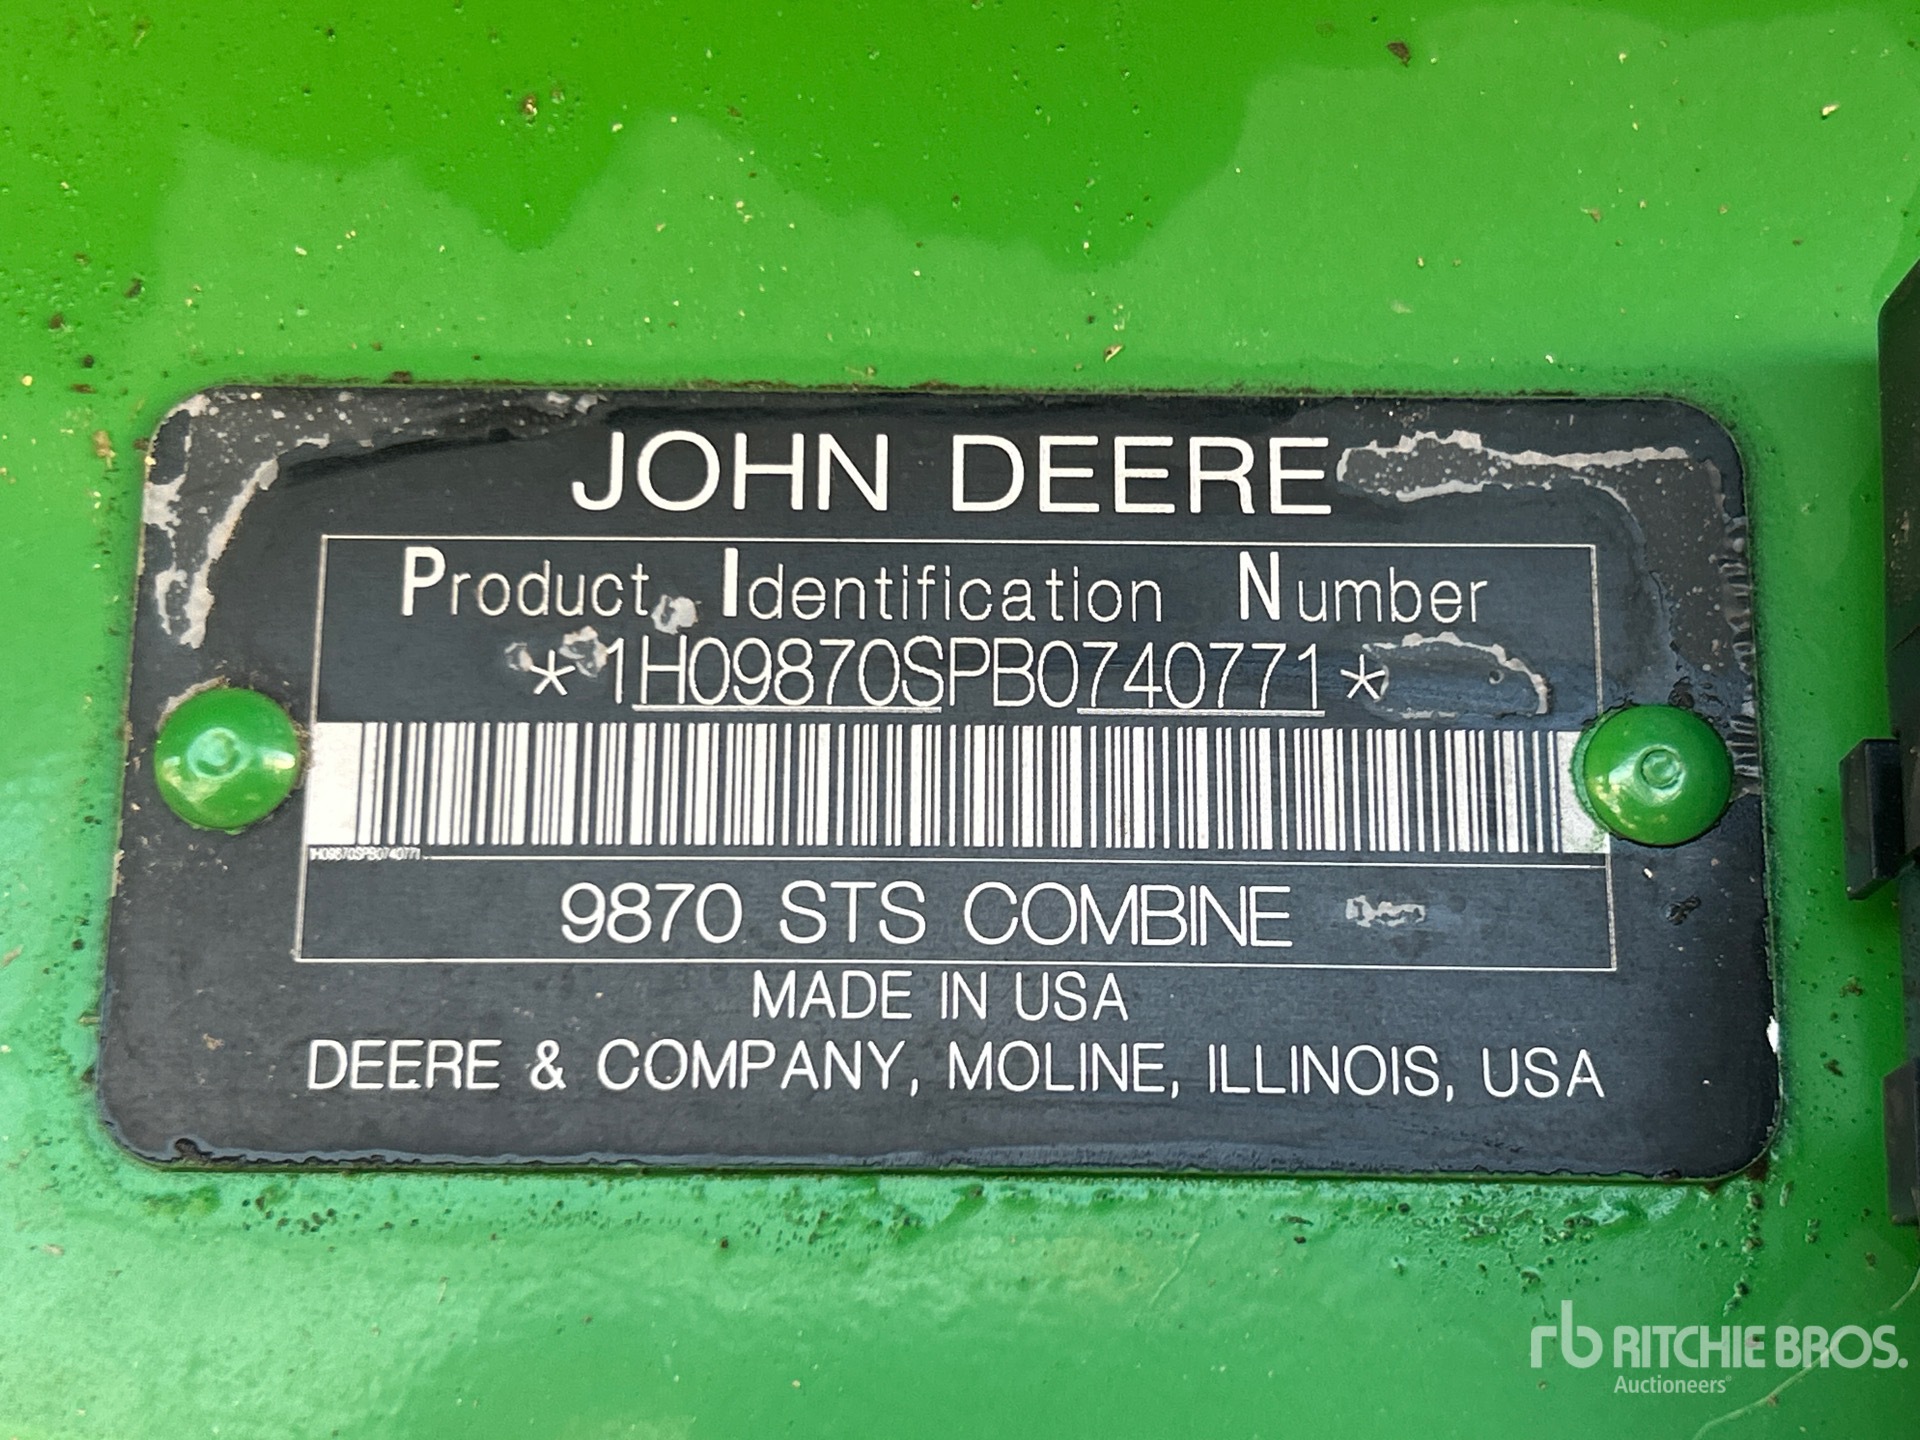 JOHN DEERE
Product Identification Number
*1H09870SPB0740771*
1H09870SPB0740771
9870 STS COMBINE
MADE IN USA
DEERE & COMPANY, MOLINE, ILLINOIS, USA
rb RITCHIE BROS.
Auctioneers